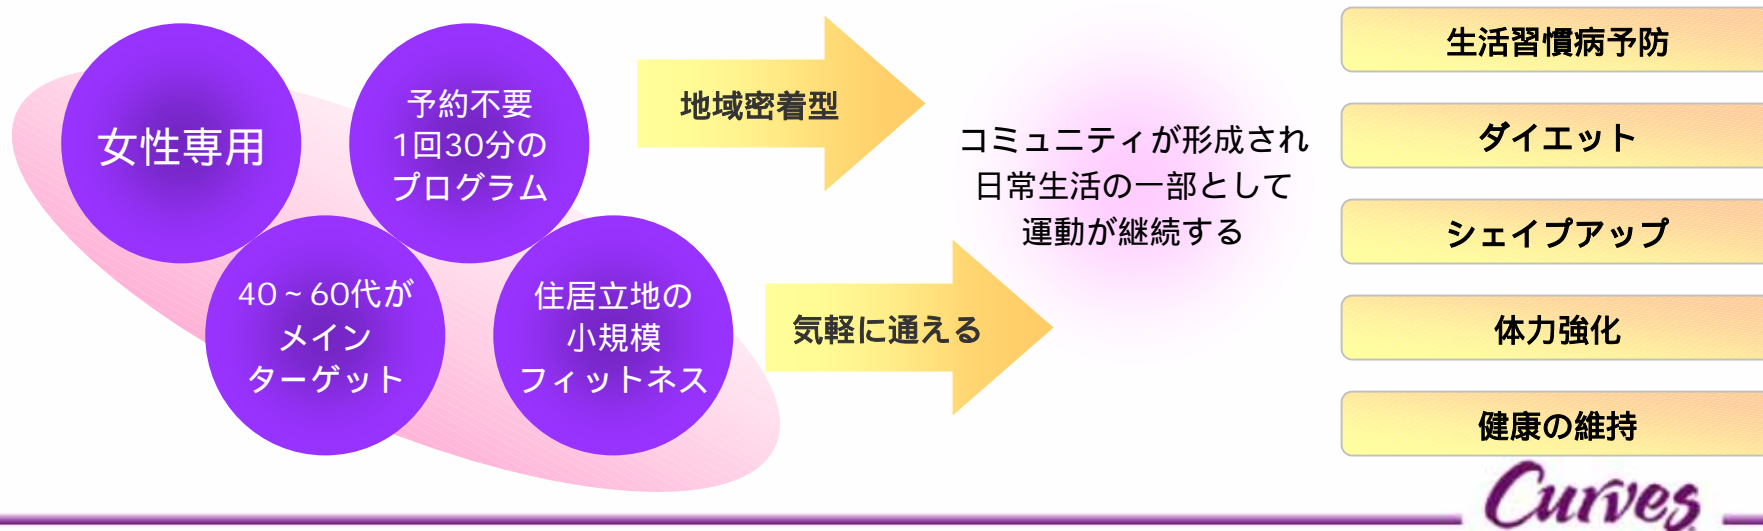 女性専用
予約不要
1回30分の
プログラム
40~60代が
メイン
ターゲット
住居立地の
小規模
フィットネス
地域密着型
気軽に通える
コミュニティが形成され
日常生活の一部として
運動が継続する
生活習慣病予防
ダイエット
シェイプアップ
体力強化
健康の維持
Curves